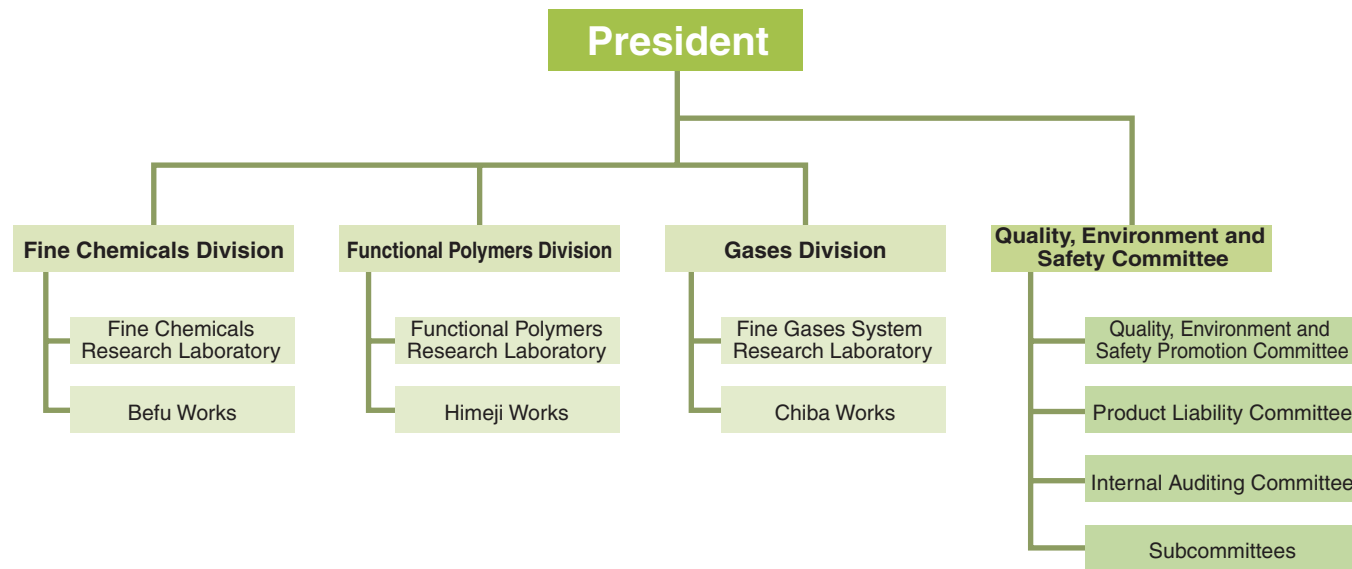 President
Fine Chemicals Division
Fine Chemicals
Research Laboratory
Befu Works
Functional Polymers Division
Functional Polymers
Research Laboratory
Himeji Works
Gases Division
Fine Gases System
Research Laboratory
Chiba Works
Quality, Environment and
Safety Committee
Quality, Environment and
Safety Promotion Committee
Product Liability Committee
Internal Auditing Committee
Subcommittees